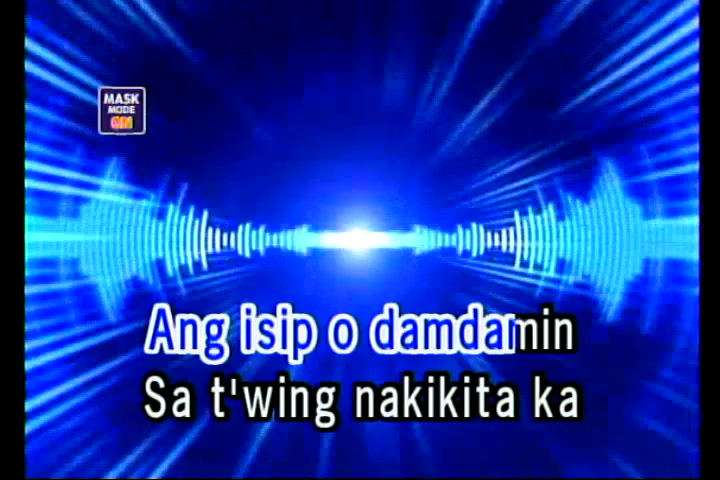 MASK
MODE
ON
Ang isip o damdamin
Sa t'wing nakikita ka